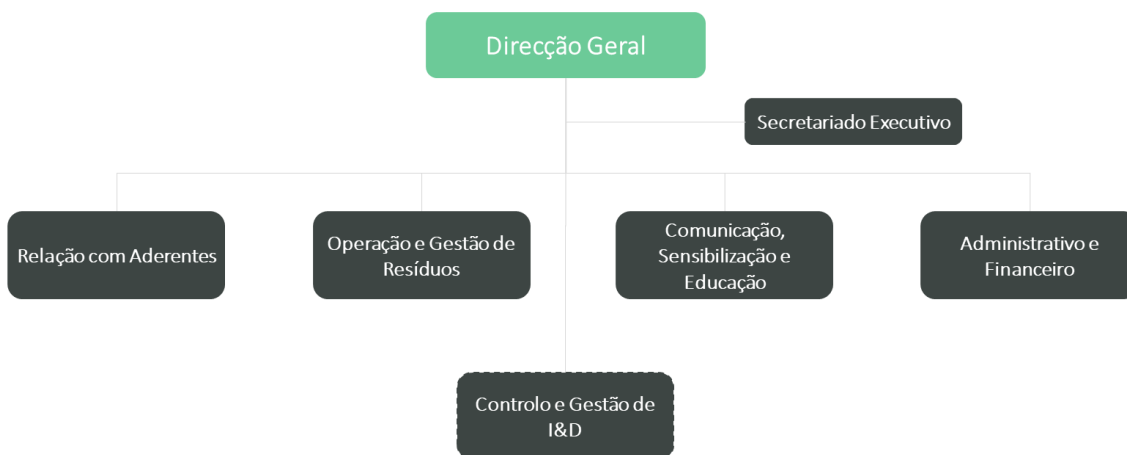 Direcção Geral
Secretariado Executivo
Relação com Aderentes
Operação e Gestão de
Resíduos
Comunicação,
Sensibilização e
Educação
Administrativo e
Financeiro
Controlo e Gestão de
I&D